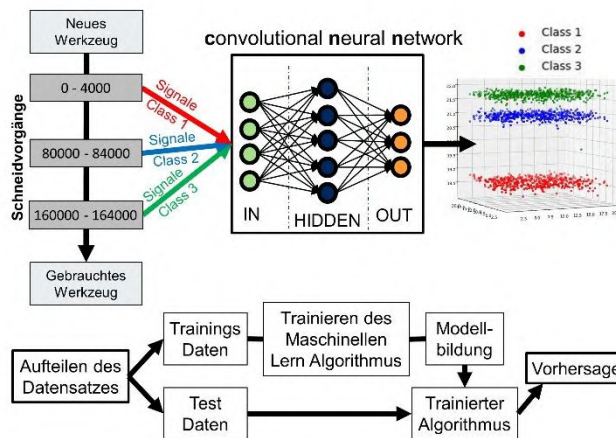 Neues
Werkzeug
Schneidvorgänge
0 - 4000
80000 - 84000
160000 - 164000
Gebrauchtes
Werkzeug
Signale
Class 1
Signale
Class 2
Signale
Class 3
convolutional neural network
IN
HIDDEN
OUT
Class 1
Class 2
Class 3
Aufteilen des
Datensatzes
Trainings
Daten
Test
Daten
Trainieren des
Maschinellen
Lern Algorithmus
Modell-
bildung
Trainierter
Algorithmus
Vorhersage